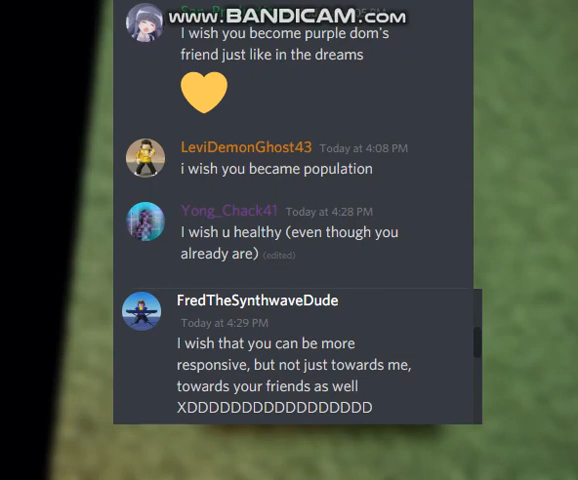 www.BANDICAM.com
I wish you become purple dom's
friend just like in the dreams
LeviDemonGhost43 Today at 4:08 PM
i wish you became population
Yong_Chack41 Today at 4:28 PM
I wish u healthy (even though you
already are) (edited)
FredTheSynthwaveDude
Today at 4:29 PM
I wish that you can be more
responsive, but not just towards me,
towards your friends as well
XDDDDDDDDDDDDDDDDD